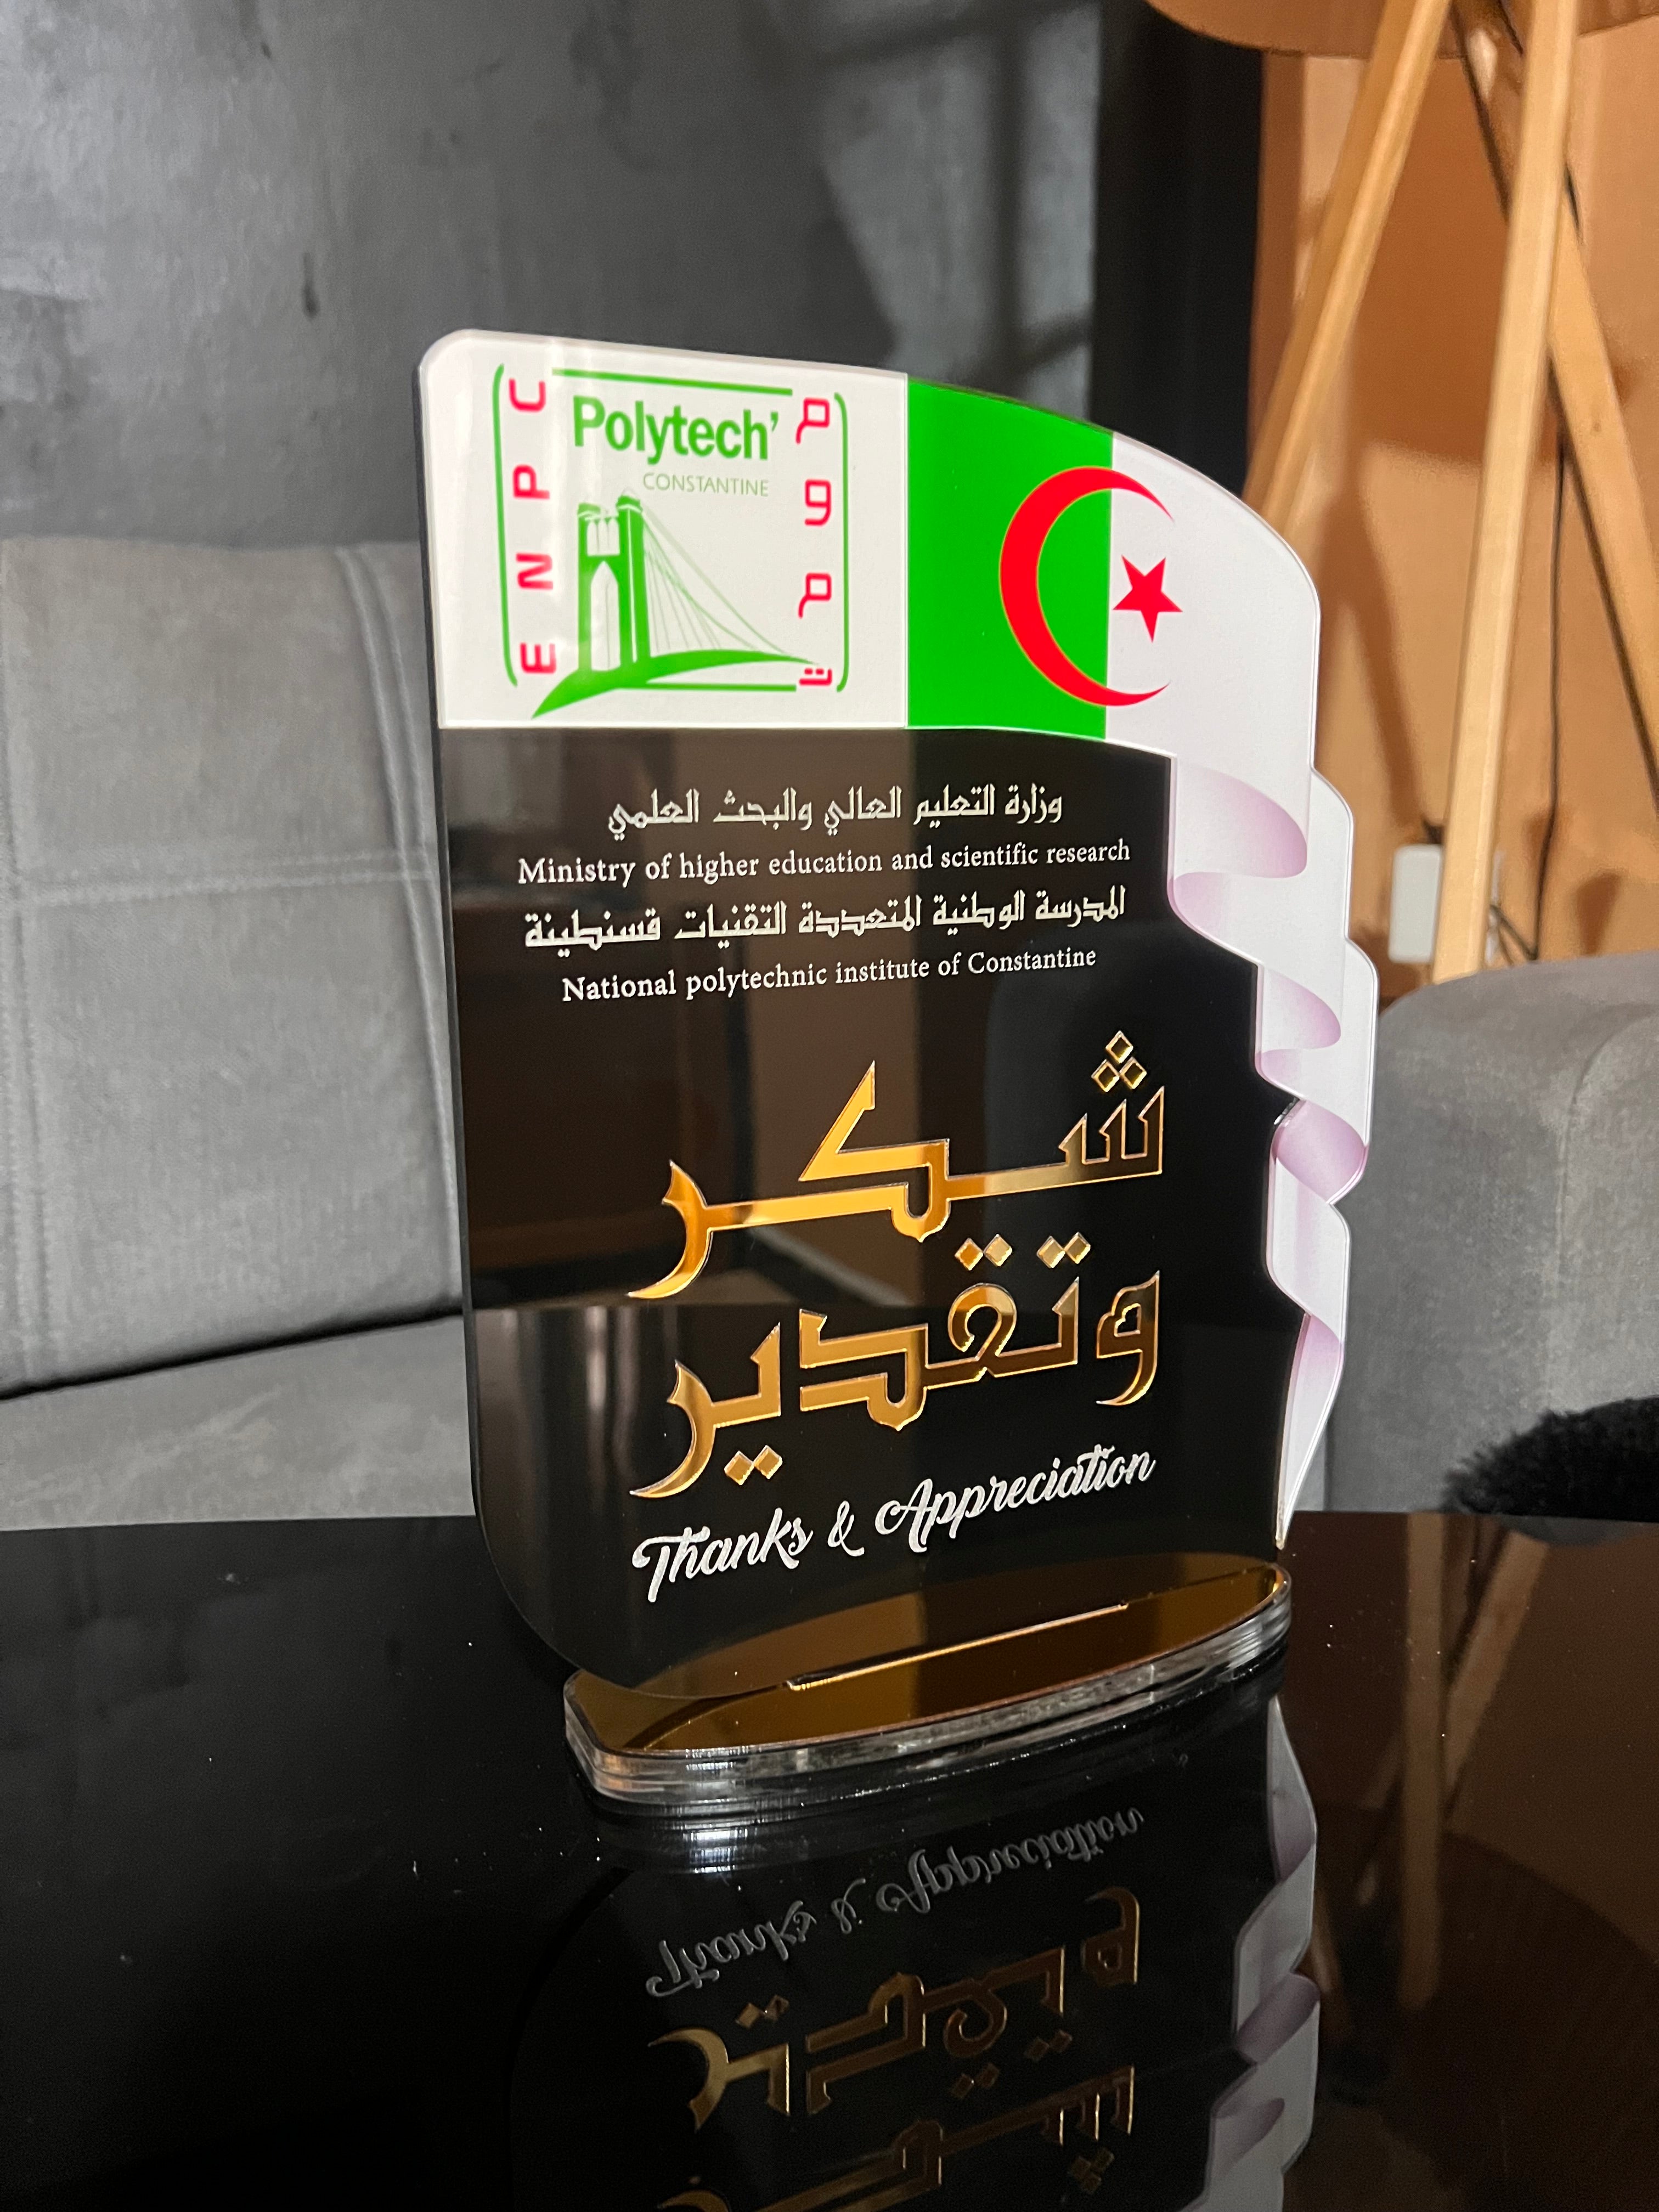 ENPC
Polytech'
CONSTANTINE
م و م ت
وزارة التعليم العالي والبحث العلمي
Ministry of higher education and scientific research
المدرسة الوطنية المتعددة التقنيات قسنطينة
National polytechnic institute of Constantine
شكر
وتقدير
Thanks & Appreciation